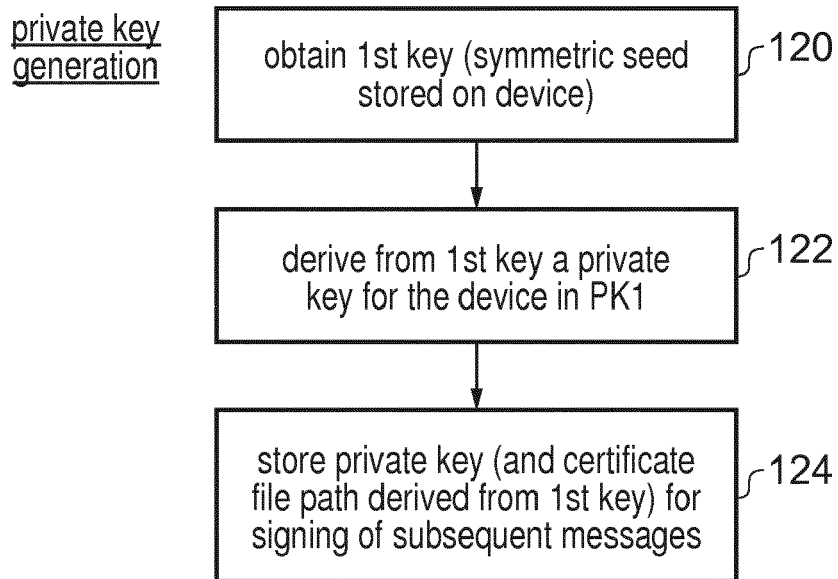 private key
generation
obtain 1st key (symmetric seed
stored on device)
120
derive from 1st key a private
key for the device in PK1
122
store private key (and certificate
file path derived from 1st key) for
signing of subsequent messages
124